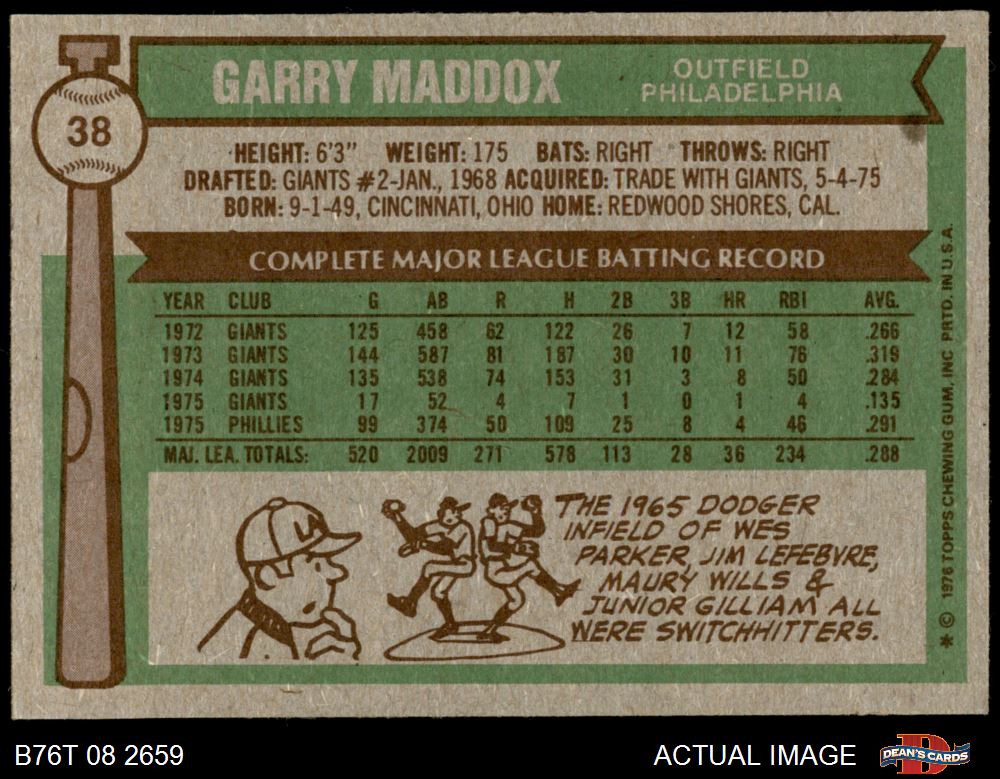 GARRY MADDOX
OUTFIELD
PHILADELPHIA
38
HEIGHT: 6'3" WEIGHT: 175 BATS: RIGHT THROWS: RIGHT
DRAFTED: GIANTS #2-JAN., 1968 ACQUIRED: TRADE WITH GIANTS, 5-4-75
BORN: 9-1-49, CINCINNATI, OHIO HOME: REDWOOD SHORES, CAL.
COMPLETE MAJOR LEAGUE BATTING RECORD
YEAR CLUB G AB R H 2B 3B HR RBI AVG.
1972 GIANTS 125 458 62 122 26 7 12 58 .266
1973 GIANTS 144 587 81 187 30 10 11 76 .319
1974 GIANTS 135 538 74 153 31 3 8 50 .284
1975 GIANTS 17 52 4 7 1 0 1 4 .135
1975 PHILLIES 99 374 50 109 25 8 4 46 .291
MAJ. LEA. TOTALS: 520 2009 271 578 113 28 36 234 .288
LA
THE 1965 DODGER
INFIELD OF WES
PARKER, JIM LEFEBVRE,
MAURY WILLS &
JUNIOR GILLIAM ALL
WERE SWITCHHITTERS.
* © 1976 TOPPS CHEWING GUM, INC PRTD. IN U.S.A.
B76T 08 2659
ACTUAL IMAGE
DEAN'S CARDS